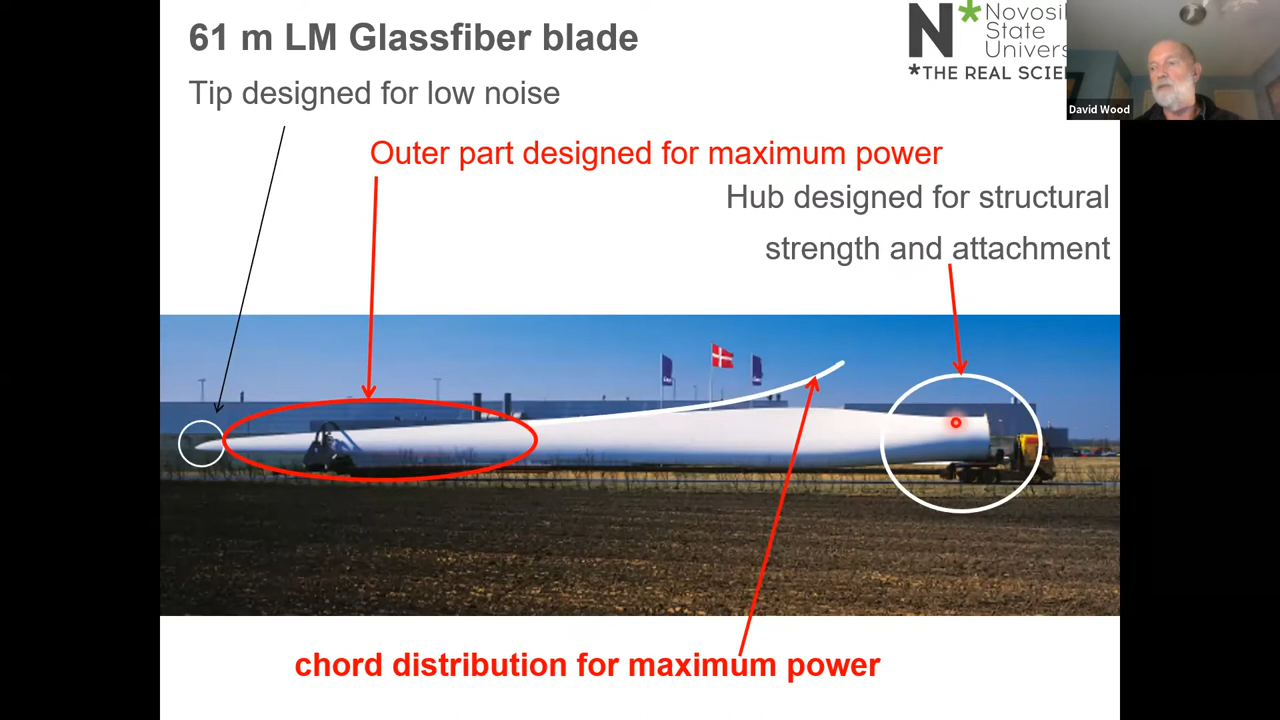 61 m LM Glassfiber blade
Tip designed for low noise
Outer part designed for maximum power
Hub designed for structural
strength and attachment
chord distribution for maximum power
N*
State
*THE REAL
David Wood